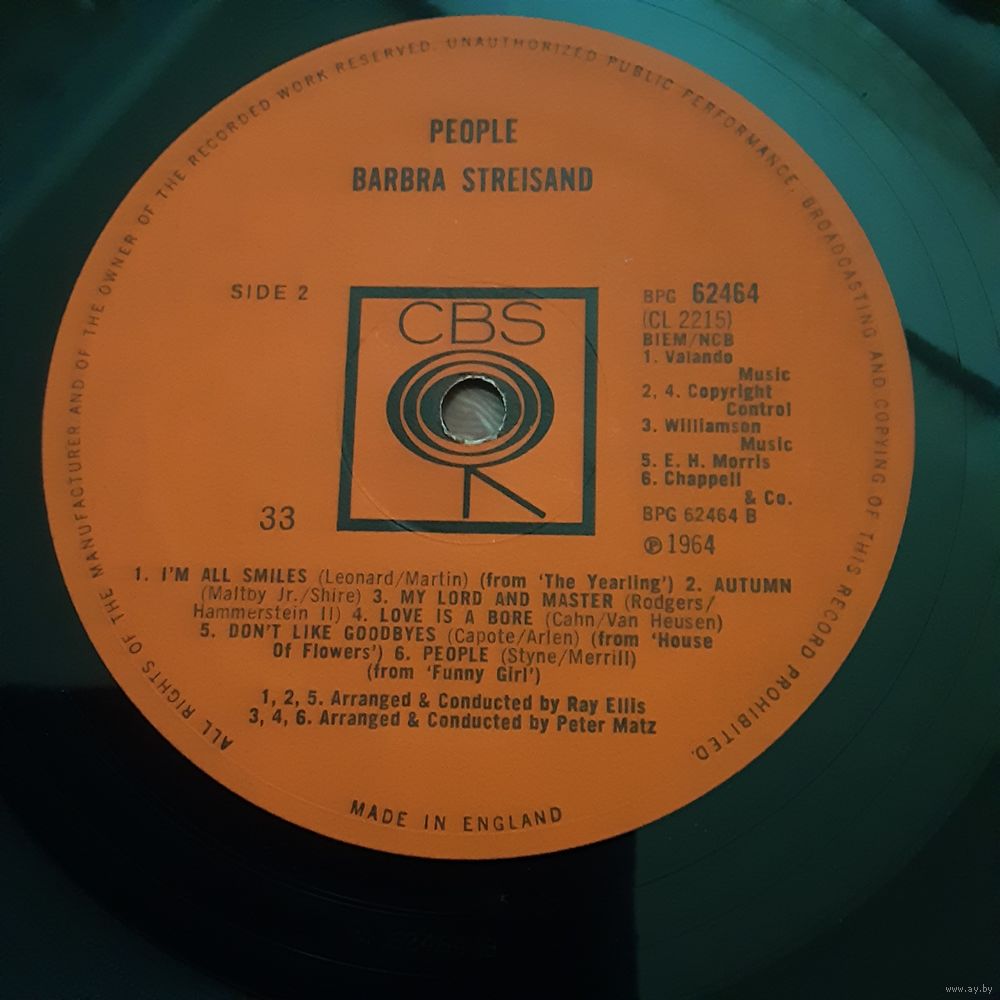 ALL RIGHTS OF THE MANUFACTURER AND OF THE OWNER OF THE RECORDED WORK RESERVED. UNAUTHORIZED PUBLIC PERFORMANCE, BROADCASTING AND COPYING OF THIS RECORD PROHIBITED.
PEOPLE
BARBRA STREISAND
SIDE 2
CBS
33
BPG 62464
(CL 2215)
BIEM/NCB
1. Valando
Music
2, 4. Copyright
Control
3. Williamson
Music
5. E. H. Morris
6. Chappell
& Co.
BPG 62464 B
℗ 1964
1. I'M ALL SMILES (Leonard/Martin) (from 'The Yearling') 2. AUTUMN
(Maltby Jr./Shire) 3. MY LORD AND MASTER (Rodgers/
Hammerstein II) 4. LOVE IS A BORE (Cahn/Van Heusen)
5. DON'T LIKE GOODBYES (Capote/Arlen) (from 'House
Of Flowers') 6. PEOPLE (Styne/Merrill)
(from 'Funny Girl')
1, 2, 5. Arranged & Conducted by Ray Ellis
3, 4, 6. Arranged & Conducted by Peter Matz
MADE IN ENGLAND
www.ay.by